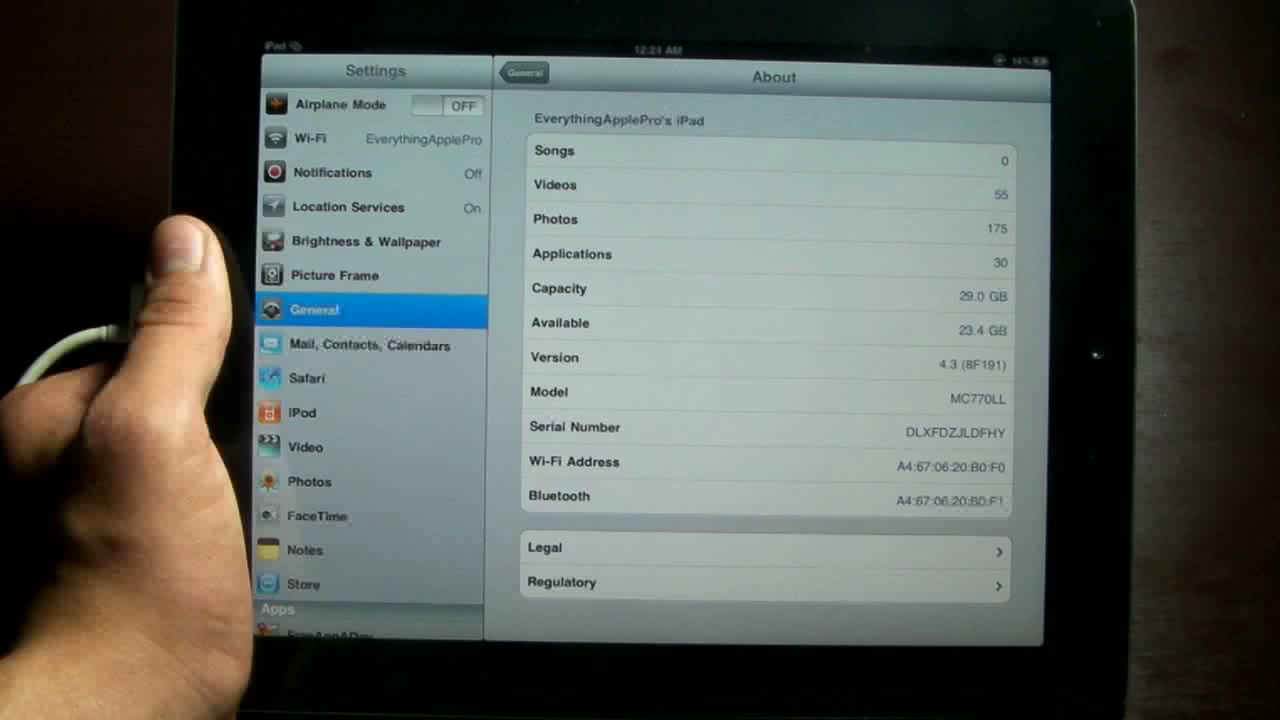 iPad
12:24 AM
14%
Settings
General
About
Airplane Mode OFF
Wi-Fi EverythingApplePro
Notifications Off
Location Services On
Brightness & Wallpaper
Picture Frame
General
Mail, Contacts, Calendars
Safari
iPod
Video
Photos
FaceTime
Notes
Store
Apps
FreeAppADay
EverythingApplePro's iPad
Songs 0
Videos 55
Photos 175
Applications 30
Capacity 29.0 GB
Available 23.4 GB
Version 4.3 (8F191)
Model MC770LL
Serial Number DLXFDZJLDFHY
Wi-Fi Address A4:67:06:20:B0:F0
Bluetooth A4:67:06:20:B0:F1
Legal
Regulatory